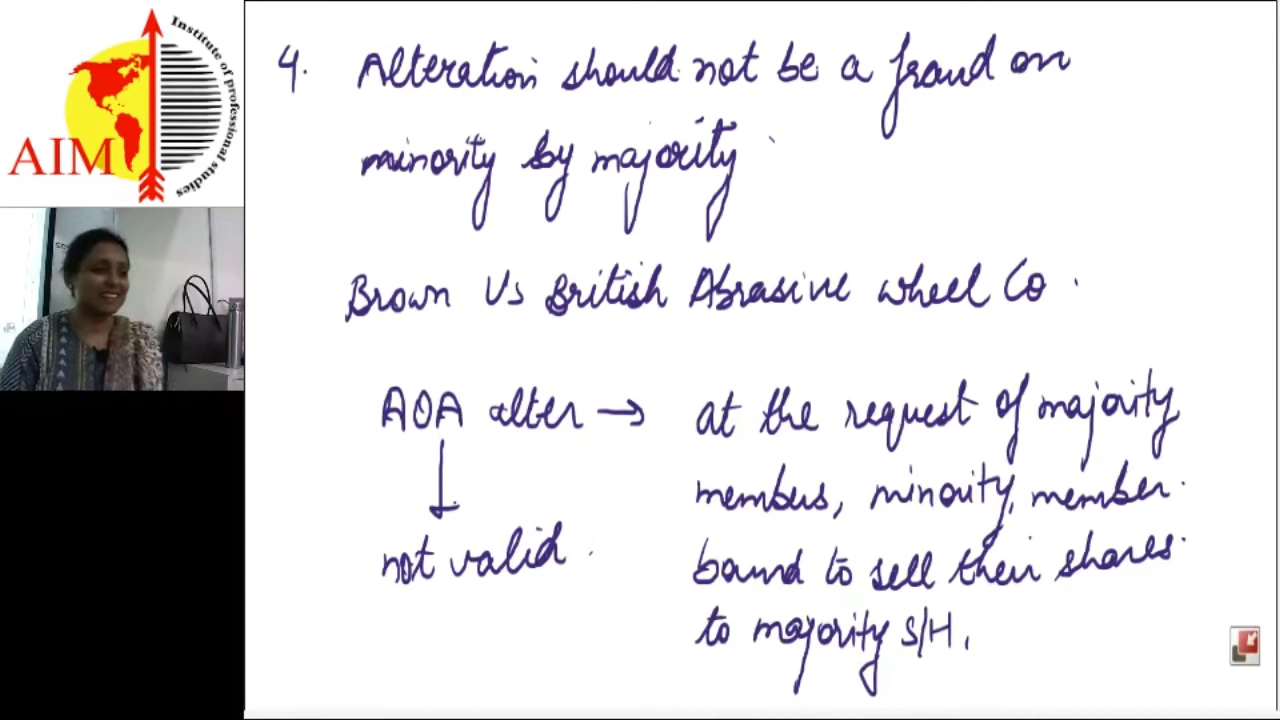 AIM
Institute of professional studies
4. Alteration should not be a fraud on
minority by majority
Brown Vs British Abrasive wheel Co.
AOA alter → at the request of majority
members, minority member
bound to sell their shares
to majority S/H.
not valid